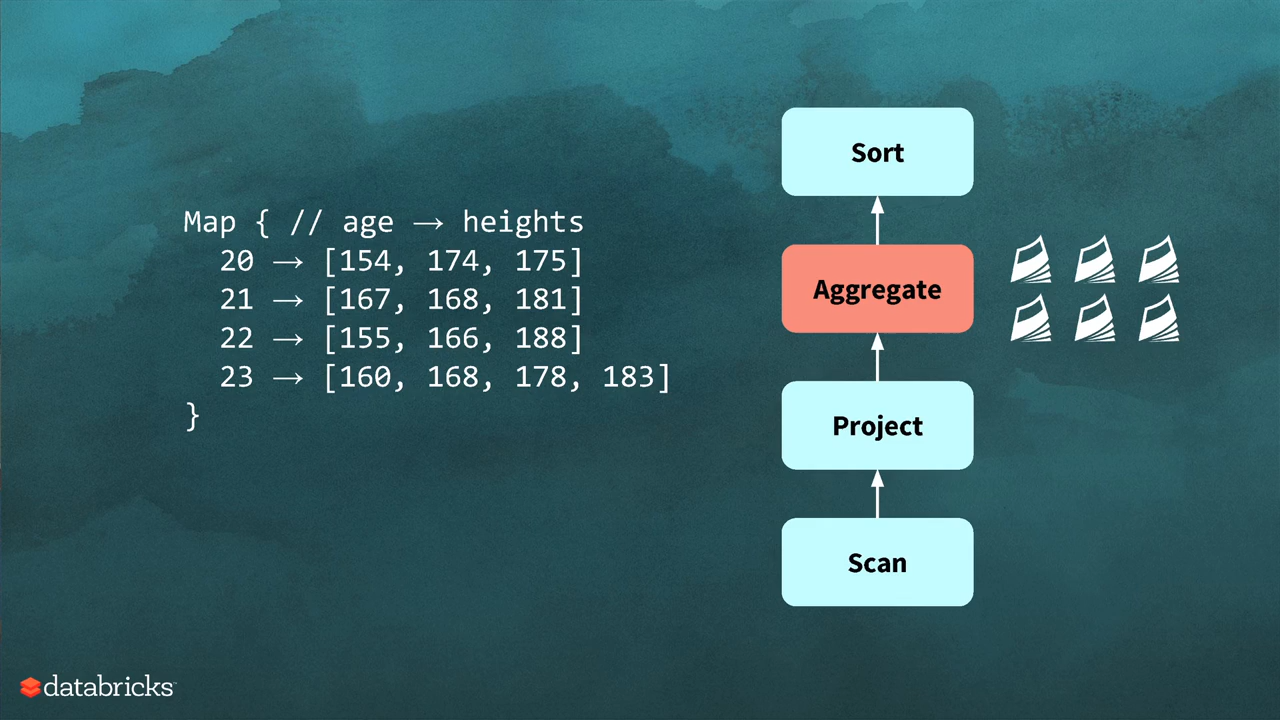 Map { // age → heights
20 → [154, 174, 175]
21 → [167, 168, 181]
22 → [155, 166, 188]
23 → [160, 168, 178, 183]
}
Sort
Aggregate
Project
Scan
databricks